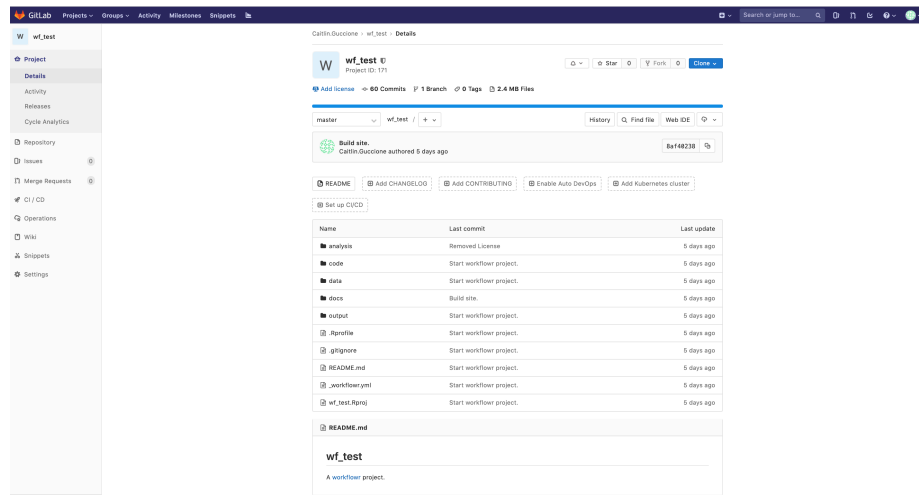 GitLab Projects Groups Activity Milestones Snippets Search or jump to...
W wf_test
Project
Details
Activity
Releases
Cycle Analytics
Repository
Issues 0
Merge Requests 0
CI / CD
Operations
Wiki
Snippets
Settings
Caitlin.Guccione > wf_test > Details
W
wf_test
Project ID: 171
Star 0 Fork 0 Clone
Add license 60 Commits 1 Branch 0 Tags 2.4 MB Files
master wf_test / + History Find file Web IDE
Build site.
Caitlin.Guccione authored 5 days ago
8af40238
README Add CHANGELOG Add CONTRIBUTING Enable Auto DevOps Add Kubernetes cluster
Set up CI/CD
Name Last commit Last update
analysis Removed License 5 days ago
code Start workflowr project. 5 days ago
data Start workflowr project. 5 days ago
docs Build site. 5 days ago
output Start workflowr project. 5 days ago
.Rprofile Start workflowr project. 5 days ago
.gitignore Start workflowr project. 5 days ago
README.md Start workflowr project. 5 days ago
_workflowr.yml Start workflowr project. 5 days ago
wf_test.Rproj Start workflowr project. 5 days ago
README.md
wf_test
A workflowr project.